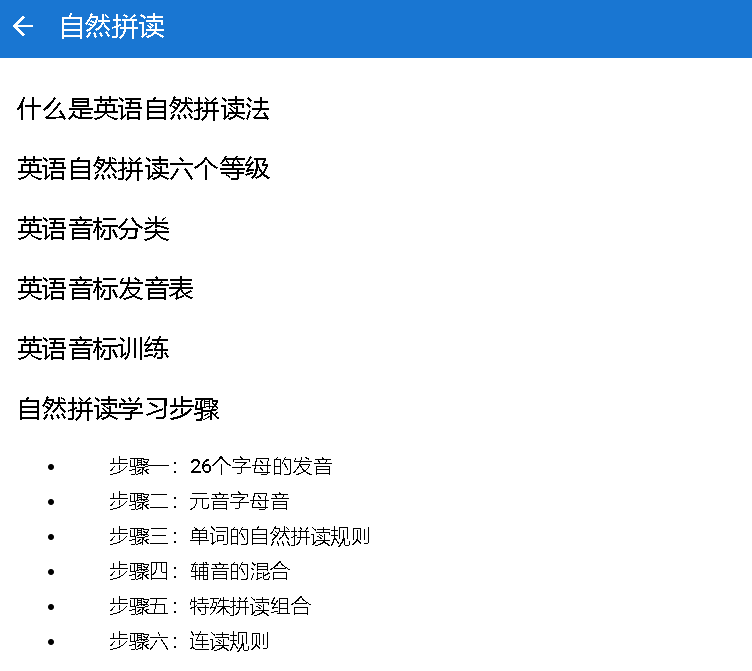 自然拼读
什么是英语自然拼读法
英语自然拼读六个等级
英语音标分类
英语音标发音表
英语音标训练
自然拼读学习步骤
• 步骤一：26个字母的发音
• 步骤二：元音字母音
• 步骤三：单词的自然拼读规则
• 步骤四：辅音的混合
• 步骤五：特殊拼读组合
• 步骤六：连读规则